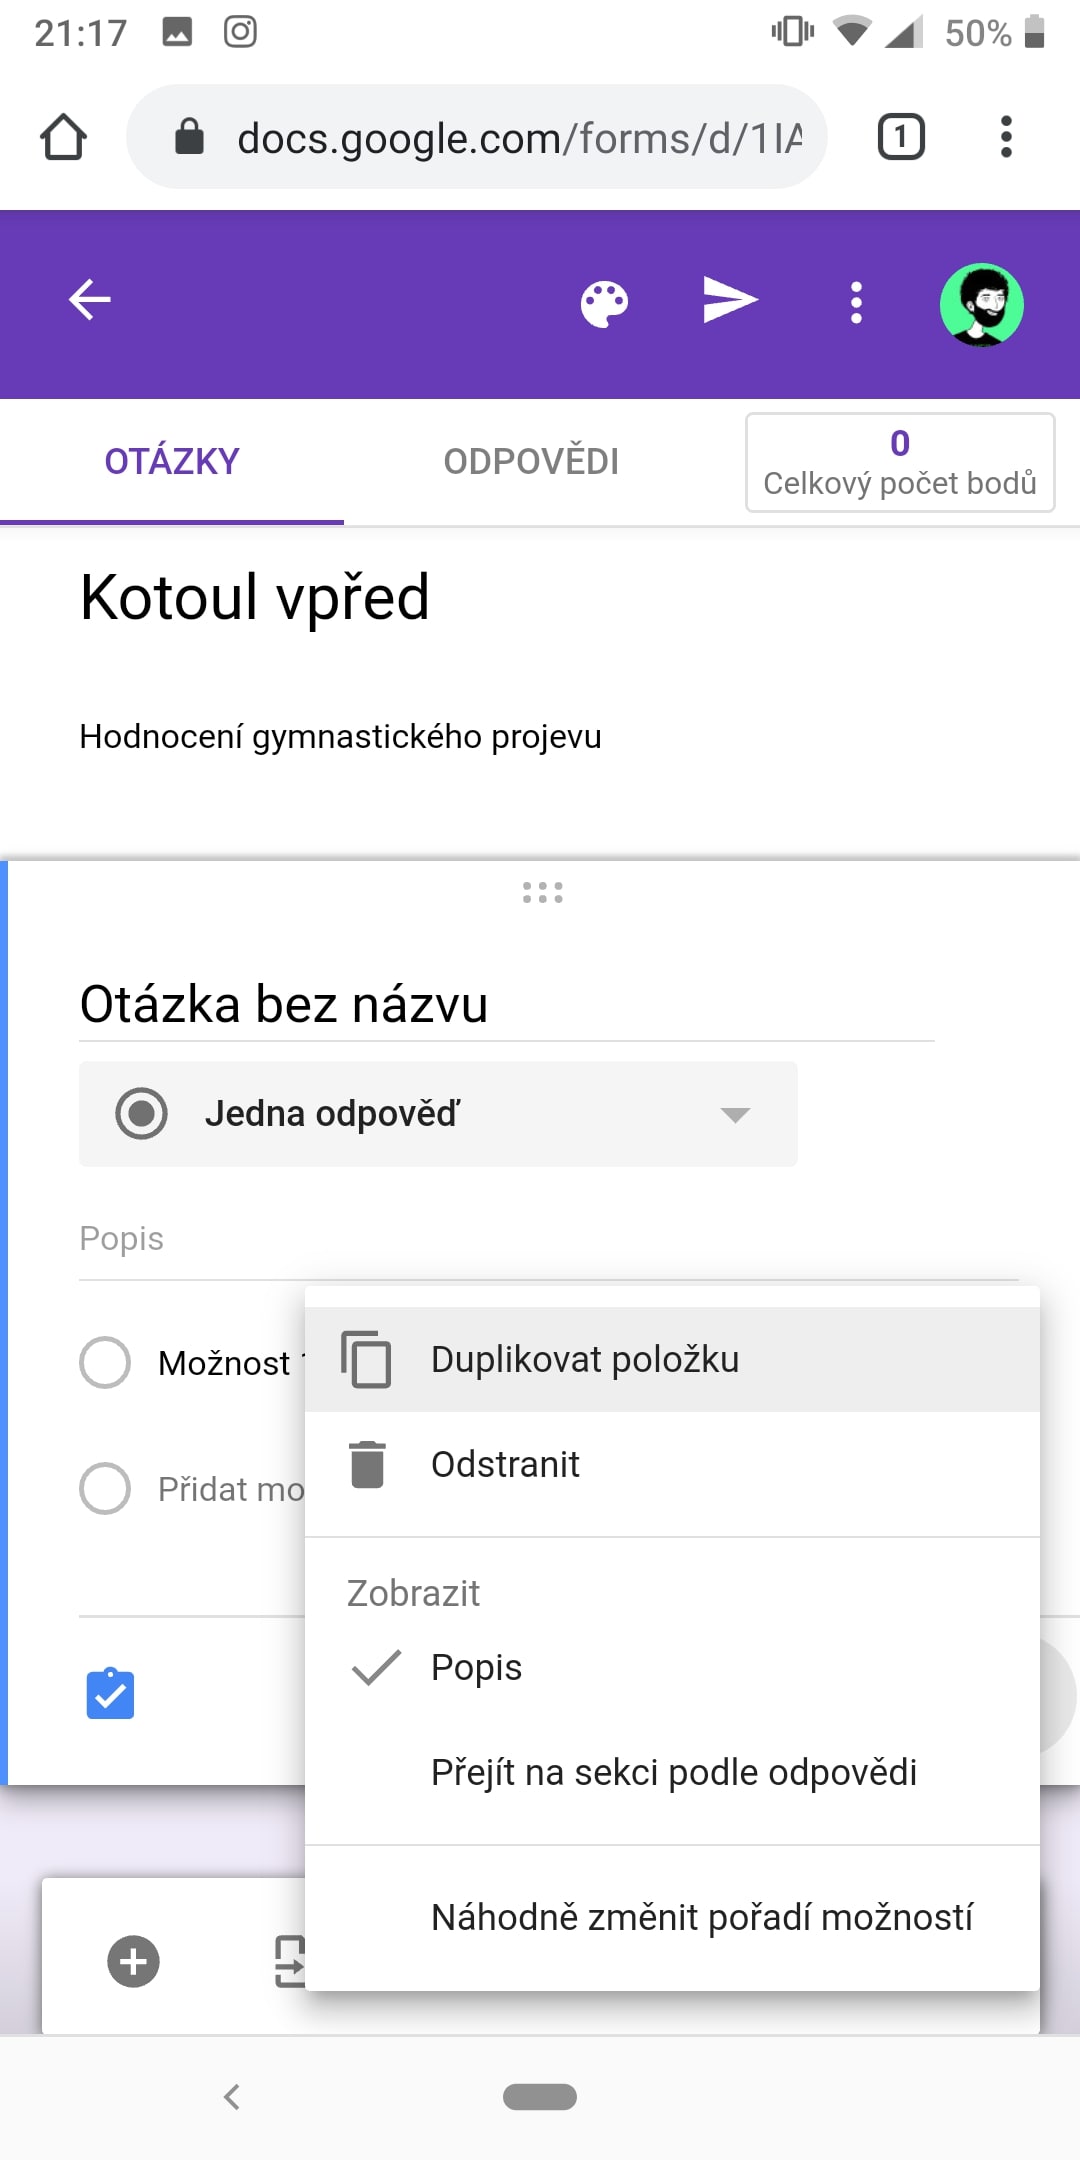 21:17
50%
docs.google.com/forms/d/1IA
1
OTÁZKY
ODPOVĚDI
0
Celkový počet bodů
Kotoul vpřed
Hodnocení gymnastického projevu
Otázka bez názvu
Jedna odpověď
Popis
Možnost
Přidat mo
Duplikovat položku
Odstranit
Zobrazit
Popis
Přejít na sekci podle odpovědi
Náhodně změnit pořadí možností